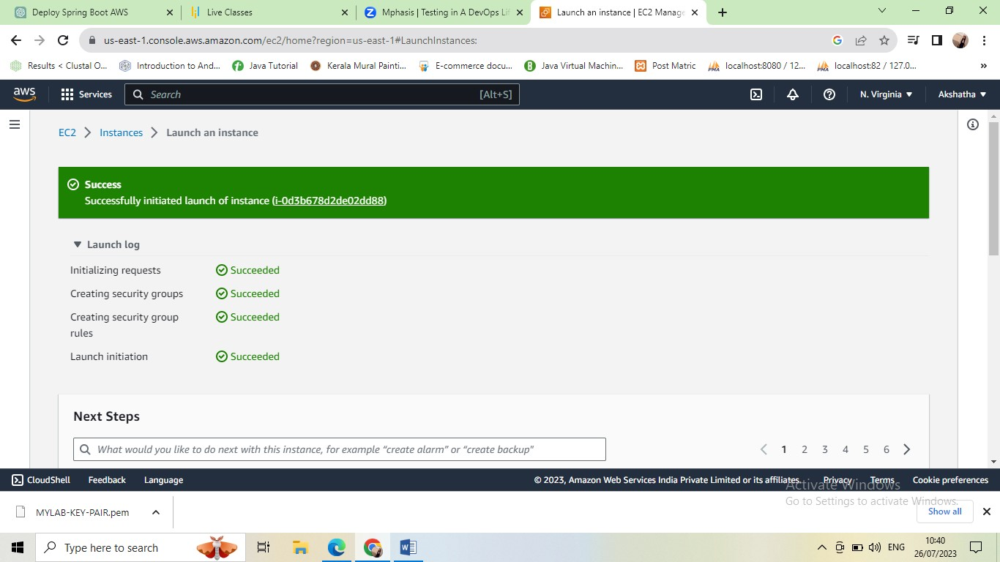 Deploy Spring Boot AWS
Live Classes
Mphasis | Testing in A DevOps Li
Launch an instance | EC2 Manage
us-east-1.console.aws.amazon.com/ec2/home?region=us-east-1#LaunchInstances:
Results < Clustal O...
Introduction to And...
Java Tutorial
Kerala Mural Painti...
E-commerce docu...
Java Virtual Machin...
Post Matric
localhost:8080 / 12...
localhost:82 / 127.0...
»
aws
Services
Search
[Alt+S]
N. Virginia
Akshatha
EC2
Instances
Launch an instance
Success
Successfully initiated launch of instance (i-0d3b678d2de02dd88)
Launch log
Initializing requests
Succeeded
Creating security groups
Succeeded
Creating security group
rules
Succeeded
Launch initiation
Succeeded
Next Steps
What would you like to do next with this instance, for example “create alarm” or “create backup”
1 2 3 4 5 6
CloudShell
Feedback
Language
© 2023, Amazon Web Services India Private Limited or its affiliates.
Privacy
Terms
Cookie preferences
Activate Windows
Go to Settings to activate Windows.
MYLAB-KEY-PAIR.pem
Show all
Type here to search
ENG
10:40
26/07/2023